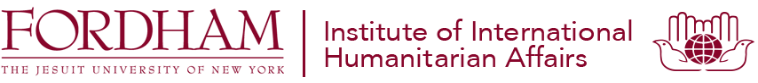 FORDHAM
THE JESUIT UNIVERSITY OF NEW YORK
Institute of International
Humanitarian Affairs